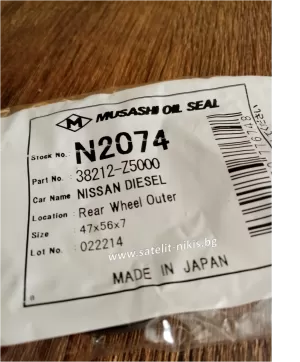 MUSASHI OIL SEAL
Stock No. N2074
Part No. : 38212-Z5000
Car Name : NISSAN DIESEL
Location : Rear Wheel Outer
Size : 47x56x7
Lot No. : 022214
www.satelit-nikis.bg
MADE IN JAPAN